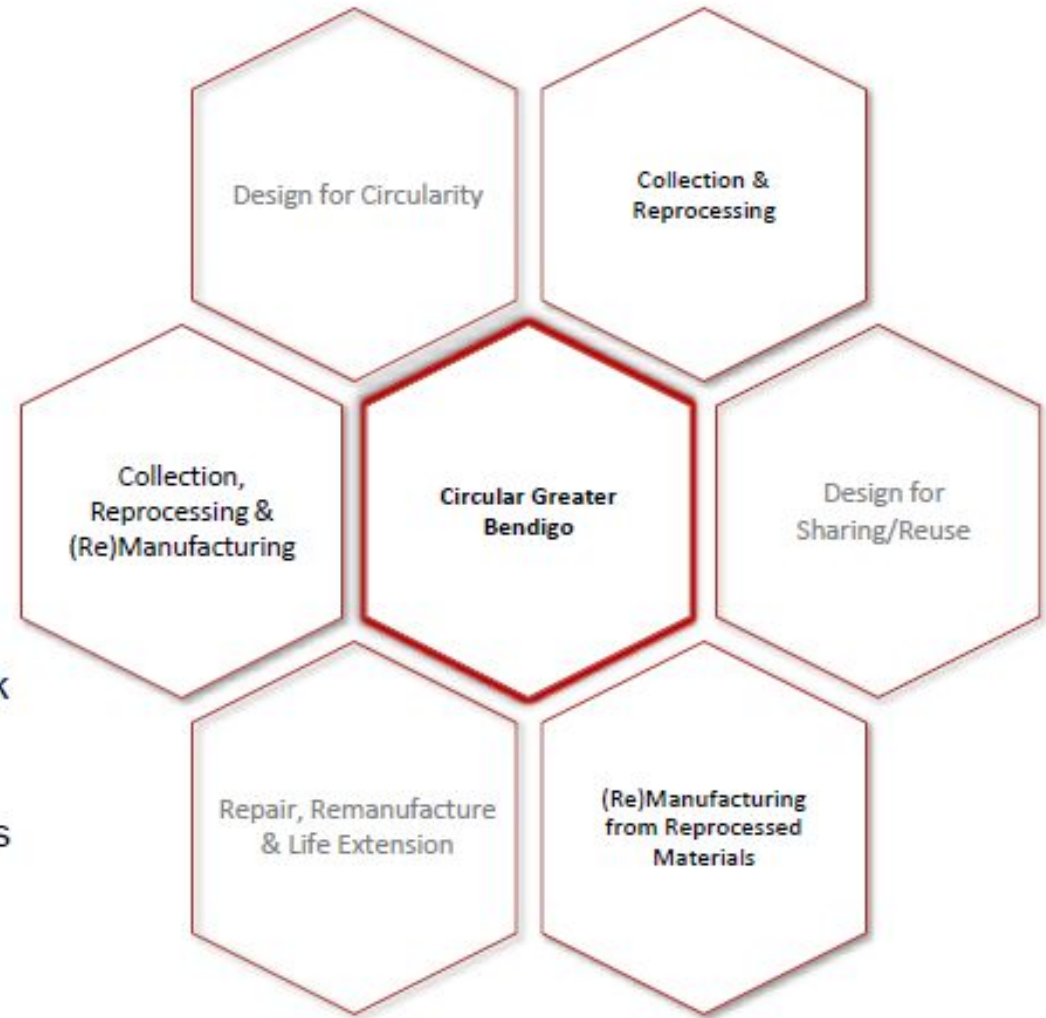 Design for Circularity
Collection &
Reprocessing
Collection,
Reprocessing &
(Re)Manufacturing
Circular Greater
Bendigo
Design for
Sharing/Reuse
Repair, Remanufacture
& Life Extension
(Re)Manufacturing
from Reprocessed
Materials
k
s